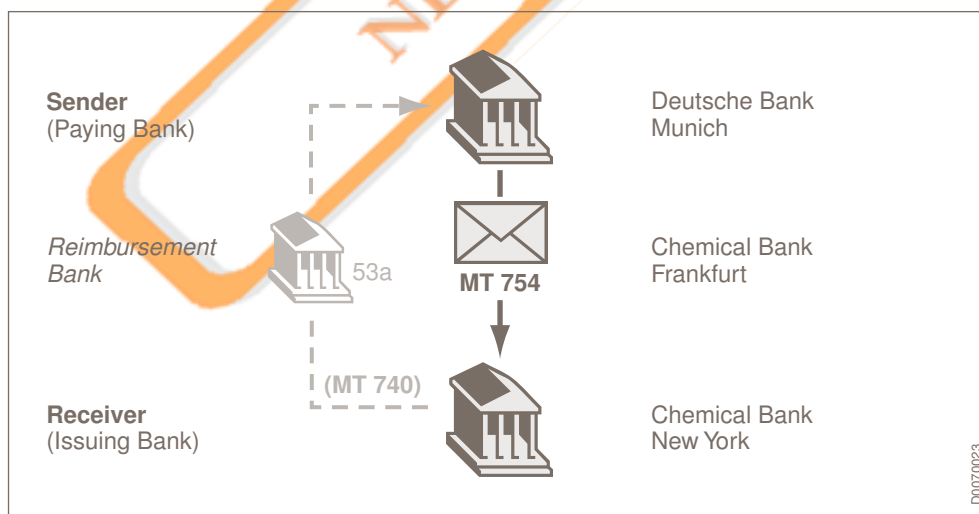 Sender
(Paying Bank)
Deutsche Bank
Munich
Reimbursement
Bank
53a
MT 754
Chemical Bank
Frankfurt
(MT 740)
Receiver
(Issuing Bank)
Chemical Bank
New York
D0070023